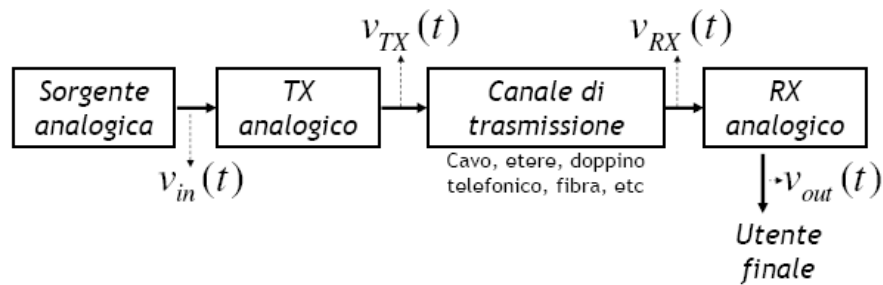 v_TX(t)
v_RX(t)
Sorgente
analogica
TX
analogico
Canale di
trasmissione
RX
analogico
v_in(t)
Cavo, etere, doppino
telefonico, fibra, etc
v_out(t)
Utente
finale